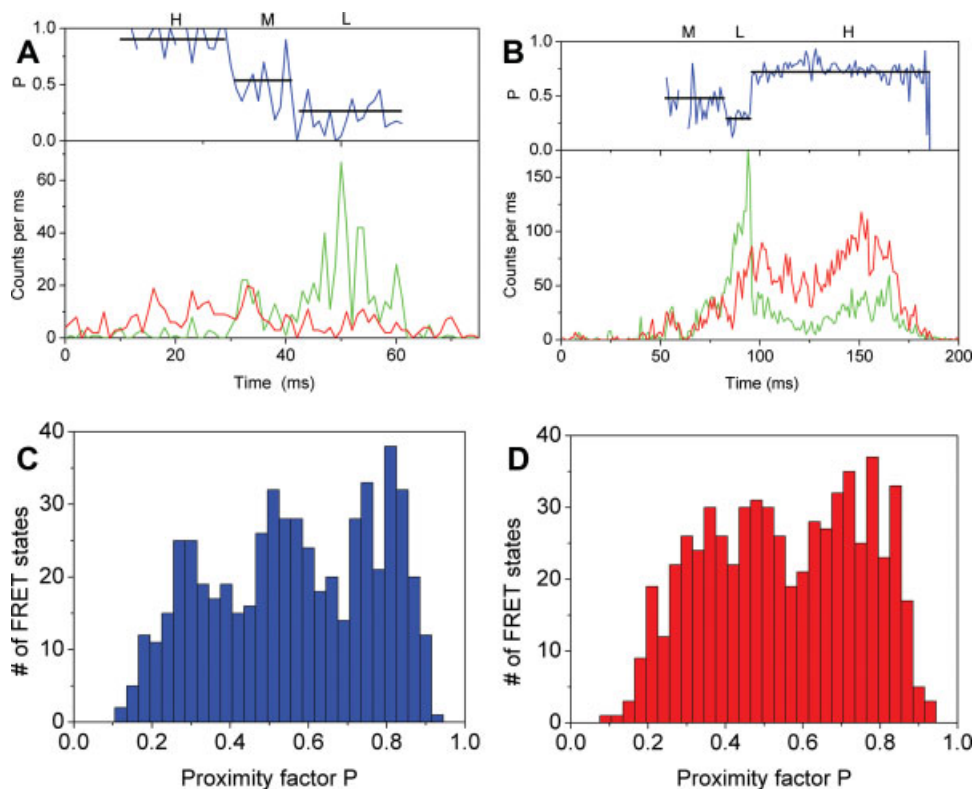 A
H M L
1.0
0.5
0.0
P
60
40
20
0
Counts per ms
0 20 40 60
Time (ms)
B
M L H
1.0
0.5
0.0
P
150
100
50
0
Counts per ms
0 50 100 150 200
Time (ms)
C
40
30
20
10
0
# of FRET states
0.0 0.2 0.4 0.6 0.8 1.0
Proximity factor P
D
40
30
20
10
0
# of FRET states
0.0 0.2 0.4 0.6 0.8 1.0
Proximity factor P